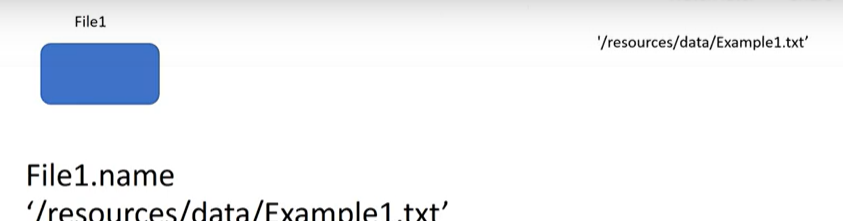 File1
'/resources/data/Example1.txt’
File1.name
‘/resources/data/Example1.txt’